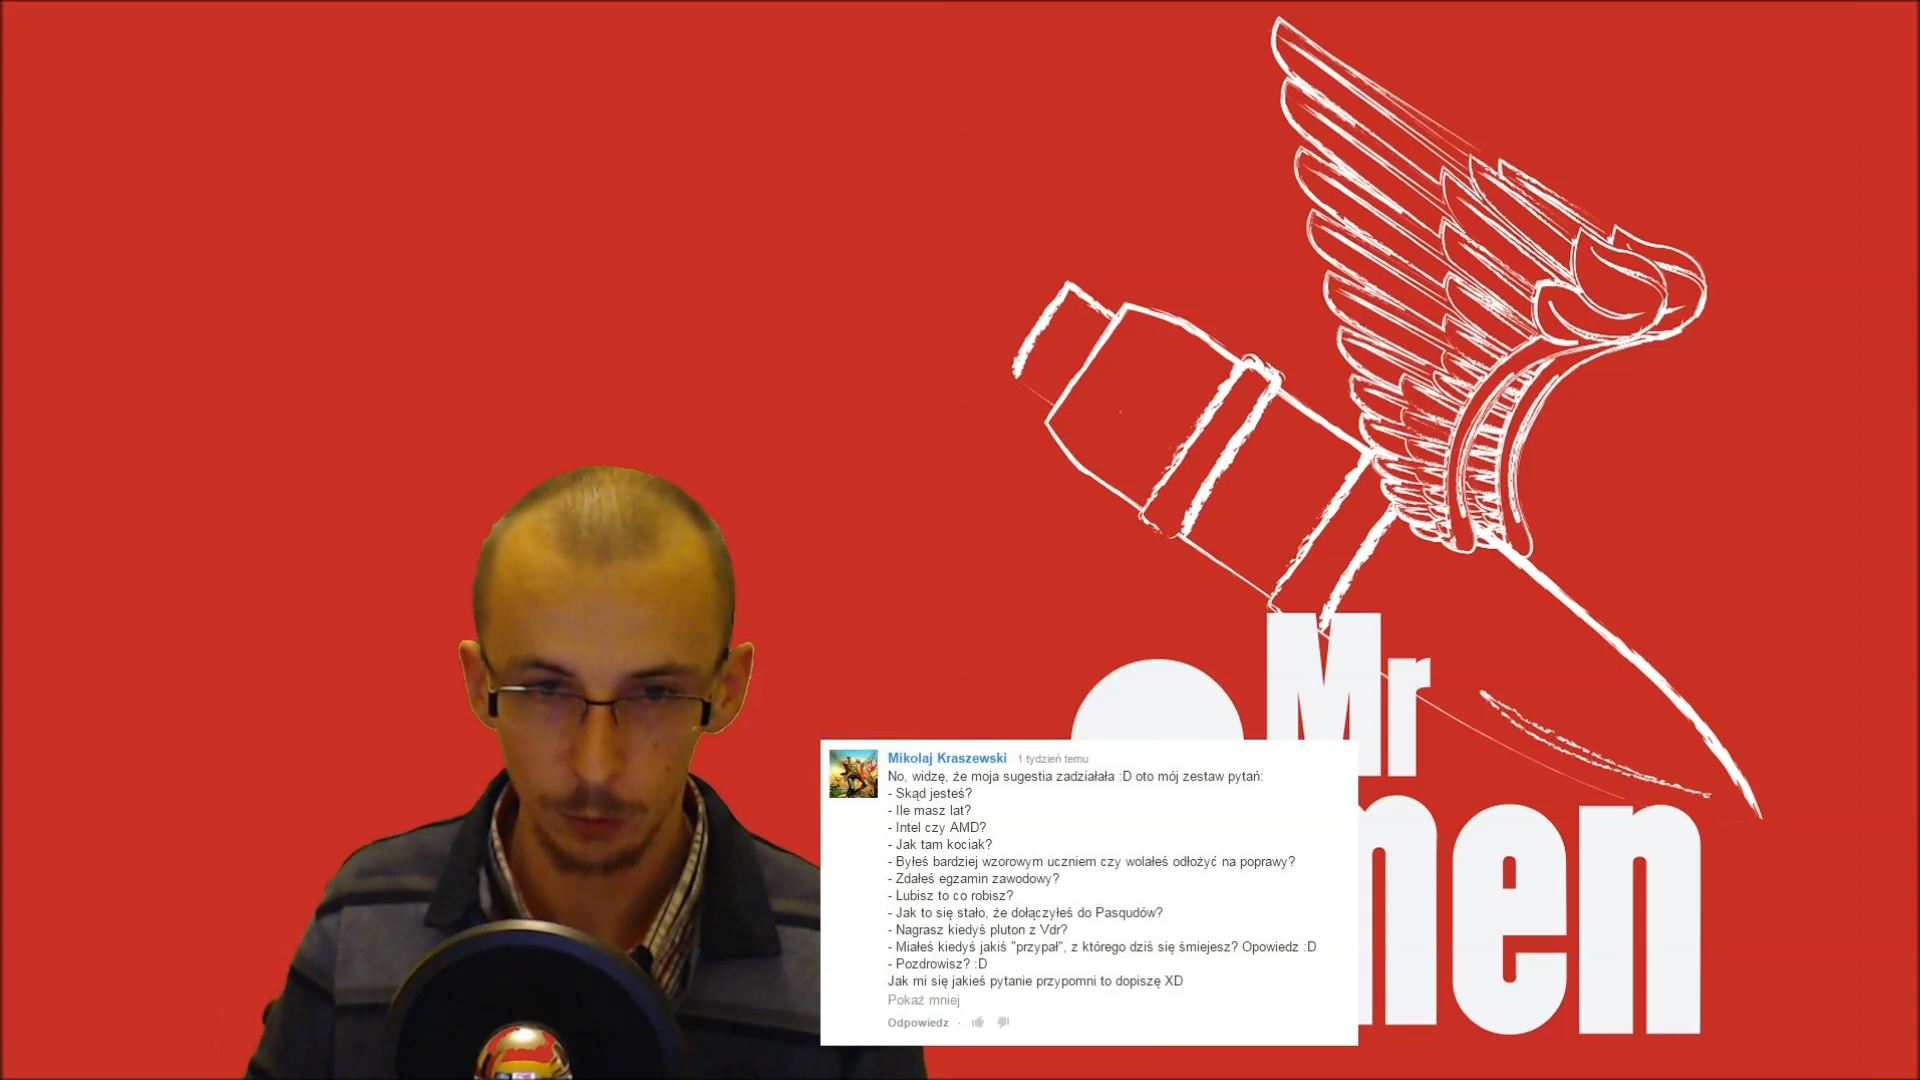 Mr
men
Mikolaj Kraszewski 1 tydzień temu
No, widzę, że moja sugestia zadziałała :D oto mój zestaw pytań:
- Skąd jesteś?
- Ile masz lat?
- Intel czy AMD?
- Jak tam kociak?
- Byłeś bardziej wzorowym uczniem czy wolałeś odłożyć na poprawy?
- Zdałeś egzamin zawodowy?
- Lubisz to co robisz?
- Jak to się stało, że dołączyłeś do Pasqudów?
- Nagrasz kiedyś pluton z Vdr?
- Miałeś kiedyś jakiś "przypał", z którego dziś się śmiejesz? Opowiedz :D
- Pozdrowisz? :D
Jak mi się jakieś pytanie przypomni to dopiszę XD
Pokaż mniej
Odpowiedz ·